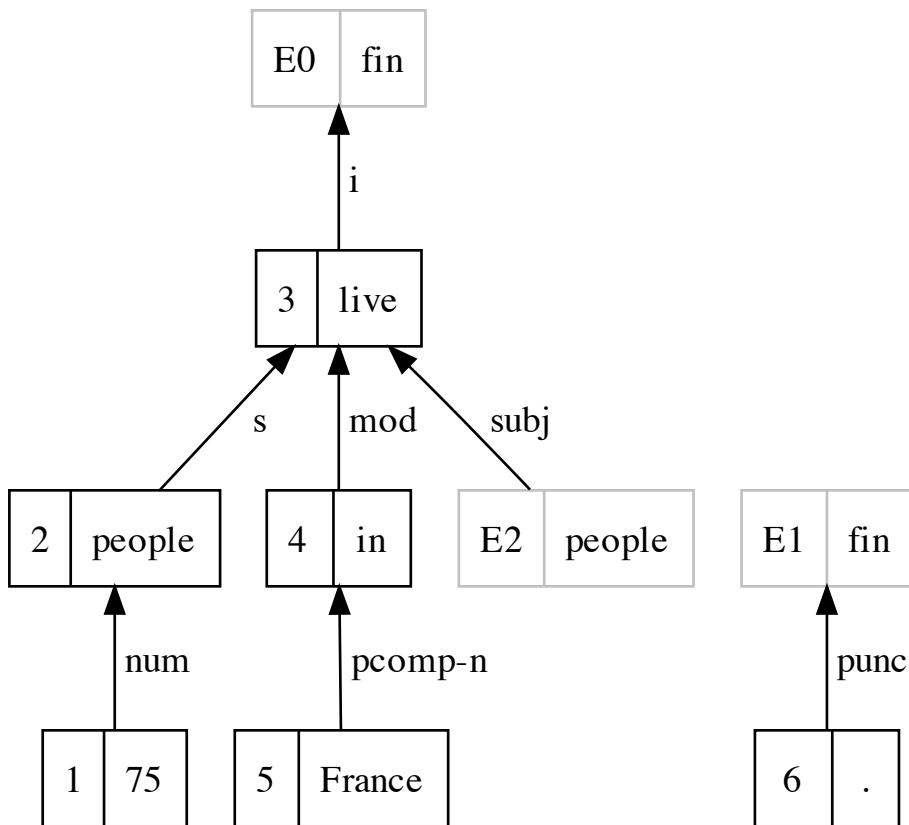 E0 fin
i
3 live
s mod subj
2 people 4 in E2 people E1 fin
num pcomp-n punc
1 75 5 France 6 .